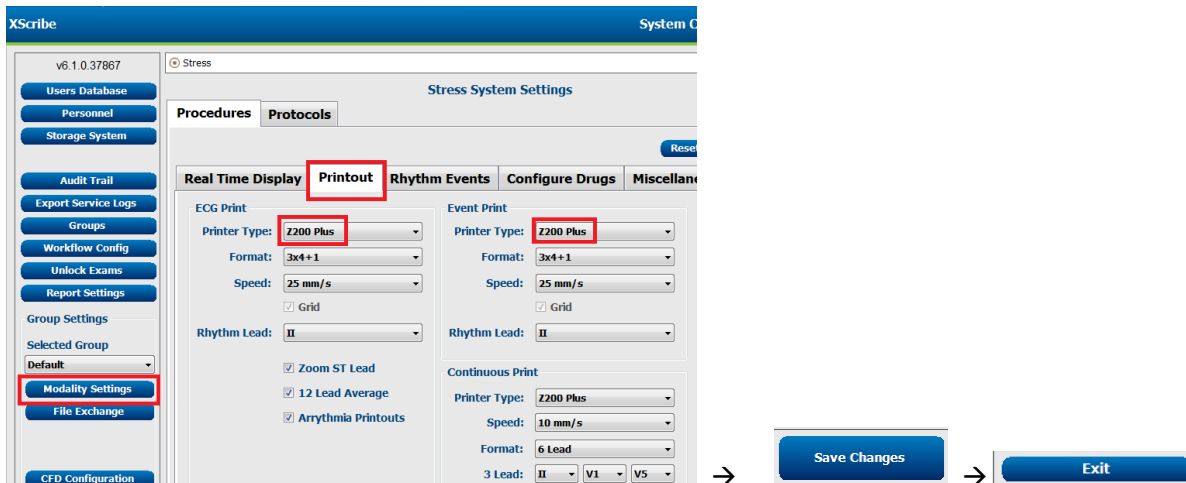 XScribe System C
v6.1.0.37867
Users Database
Personnel
Storage System
Audit Trail
Export Service Logs
Groups
Workflow Config
Unlock Exams
Report Settings
Group Settings
Selected Group
Default
Modality Settings
File Exchange
CFD Configuration
Stress
Stress System Settings
Procedures Protocols
Reset
Real Time Display Printout Rhythm Events Configure Drugs Miscellane
ECG Print
Printer Type: Z200 Plus
Format: 3x4+1
Speed: 25 mm/s
Grid
Rhythm Lead: II
Zoom ST Lead
12 Lead Average
Arrythmia Printouts
Event Print
Printer Type: Z200 Plus
Format: 3x4+1
Speed: 25 mm/s
Grid
Rhythm Lead: II
Continuous Print
Printer Type: Z200 Plus
Speed: 10 mm/s
Format: 6 Lead
3 Lead: II V1 V5
→ Save Changes → Exit